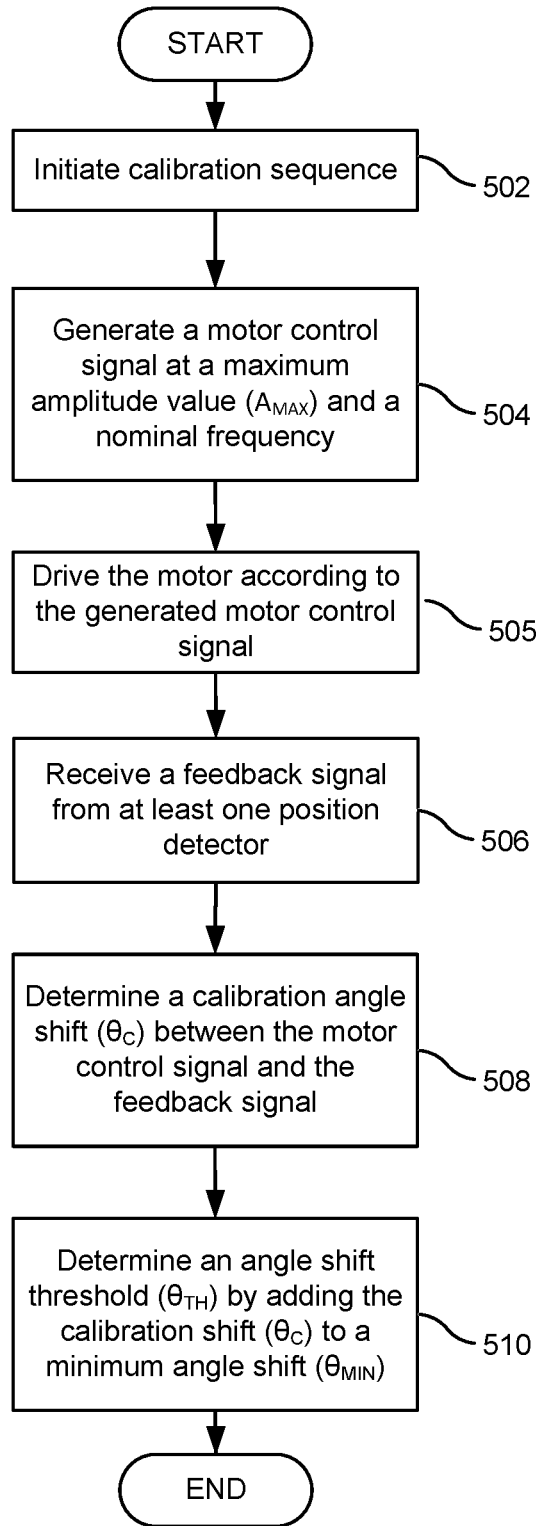 START
Initiate calibration sequence
502
Generate a motor control
signal at a maximum
amplitude value (AMAX) and a
nominal frequency
504
Drive the motor according to
the generated motor control
signal
505
Receive a feedback signal
from at least one position
detector
506
Determine a calibration angle
shift (θC) between the motor
control signal and the
feedback signal
508
Determine an angle shift
threshold (θTH) by adding the
calibration shift (θC) to a
minimum angle shift (θMIN)
510
END